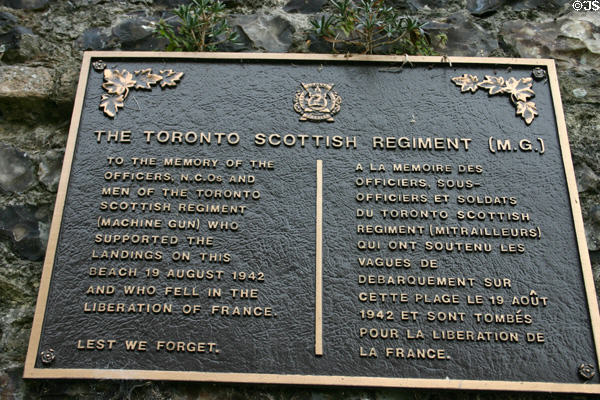 ©JS
2
THE TORONTO SCOTTISH REGIMENT (M.G.)
TO THE MEMORY OF THE
OFFICERS, N.C.OS AND
MEN OF THE TORONTO
SCOTTISH REGIMENT
(MACHINE GUN) WHO
SUPPORTED THE
LANDINGS ON THIS
BEACH 19 AUGUST 1942
AND WHO FELL IN THE
LIBERATION OF FRANCE.
LEST WE FORGET.
A LA MEMOIRE DES
OFFICIERS, SOUS-
OFFICIERS ET SOLDATS
DU TORONTO SCOTTISH
REGIMENT (MITRAILLEURS)
QUI ONT SOUTENU LES
VAGUES DE
DEBARQUEMENT SUR
CETTE PLAGE LE 19 AOÛT
1942 ET SONT TOMBÉS
POUR LA LIBERATION DE
LA FRANCE.